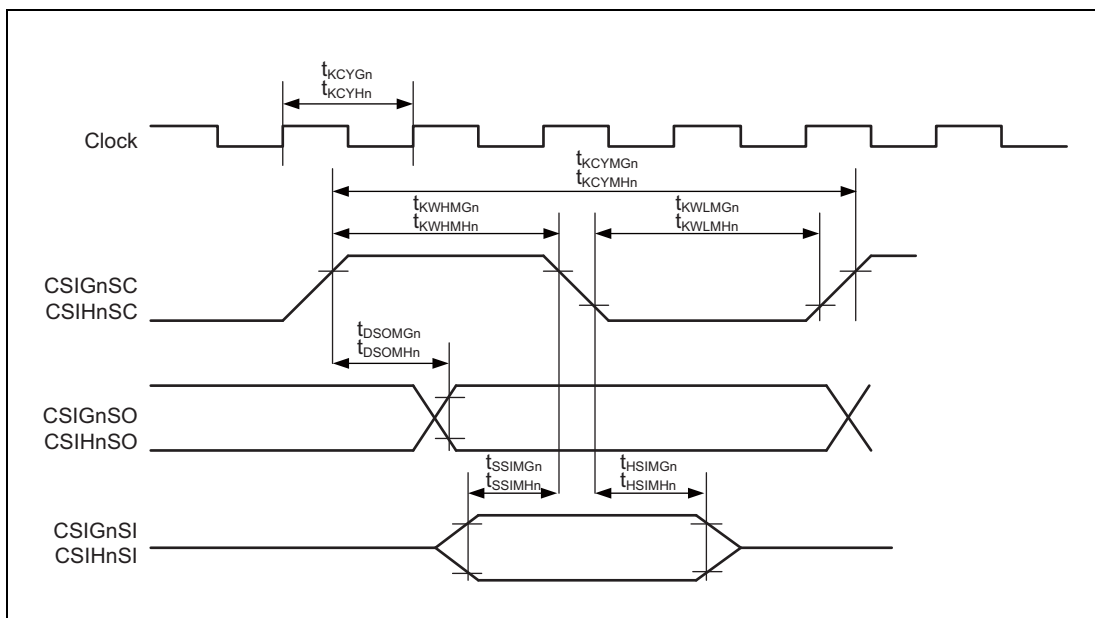 tKCYGn
tKCYHn
Clock
tKCYMGn
tKCYMHn
tKWHMGn
tKWHMHn
tKWLMGn
tKWLMHn
CSIGnSC
CSIHnSC
tDSOMGn
tDSOMHn
CSIGnSO
CSIHnSO
tSSIMGn
tSSIMHn
tHSIMGn
tHSIMHn
CSIGnSI
CSIHnSI